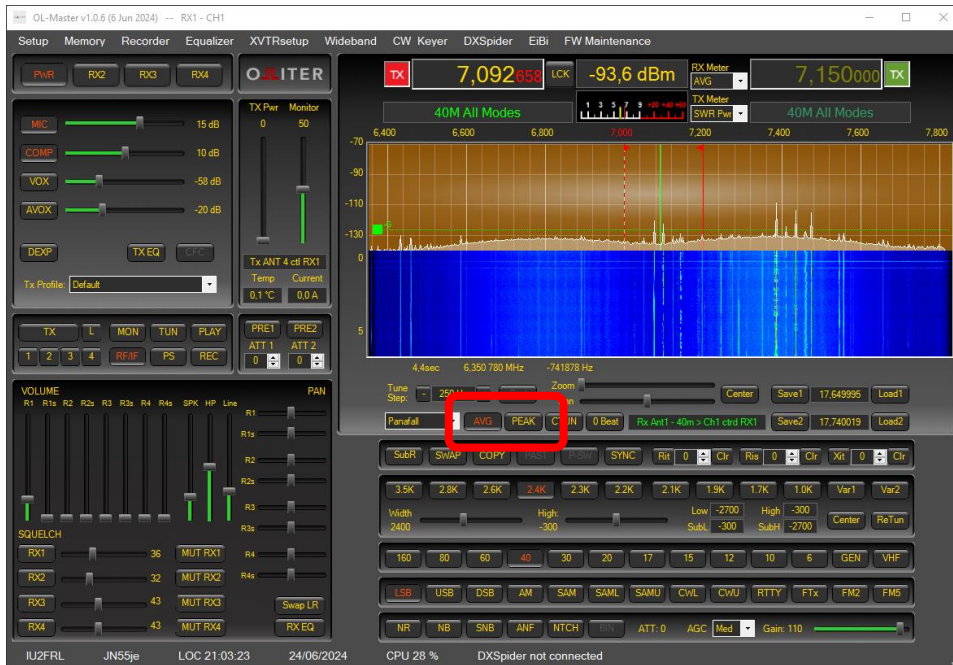 OL-Master v1.0.6 (6 Jun 2024) -- RX1 - CH1
Setup Memory Recorder Equalizer XVTRsetup Wideband CW Keyer DXSpider EiBi FW Maintenance
PWR RX2 RX3 RX4
OLLITER
TX 7,092658 LCK -93,6 dBm RX Meter AVG 7,150000 TX
TX Meter SWR Pwr
1 3 5 7 9 +20 +40 +60
40M All Modes 40M All Modes
MIC 15 dB
COMP 10 dB
VOX -58 dB
AVOX -20 dB
DEXP TX EQ CFC
Tx Profile: Default
TX Pwr Monitor
0 50
Tx ANT 4 ctl RX1
Temp Current
0,1 °C 0,0 A
6,400 6,600 6,800 7,000 7,200 7,400 7,600 7,800
-70
-90
-110
-130
0
5
TX L MON TUN PLAY
1 2 3 4 RF/IF PS REC
PRE1 PRE2
ATT 1 ATT 2
0 0
4,4sec 6,350 780 MHz -741878 Hz
Tune Step: - Zoom Center Save1 17,649995 Load1
Panafall AVG PEAK 0 Beat Rx Ant1 - 40m > Ch1 ctrd RX1 Save2 17,740019 Load2
VOLUME PAN
R1 R1s R2 R2s R3 R3s R4 R4s SPK HP Line
R1
R1s
R2
R2s
R3
R3s
R4
R4s
SQUELCH
RX1 36 MUT RX1
RX2 32 MUT RX2
RX3 43 MUT RX3 Swap LR
RX4 43 MUT RX4 RX EQ
SubR SWAP COPY FAST P-SW SYNC Rit 0 Clr Ris 0 Clr Xit 0 Clr
3.5K 2.8K 2.6K 2.4K 2.3K 2.2K 2.1K 1.9K 1.7K 1.0K Var1 Var2
Width 2400 High: -300 Low -2700 High -300 Center ReTun
SubL -300 SubH -2700
160 80 60 40 30 20 17 15 12 10 6 GEN VHF
LSB USB DSB AM SAM SAML SAMU CWL CWU RTTY FTx FM2 FM5
NR NB SNB ANF NTCH BIN ATT: 0 AGC Med Gain: 110
IU2FRL JN55je LOC 21:03:23 24/06/2024 CPU 28 % DXSpider not connected